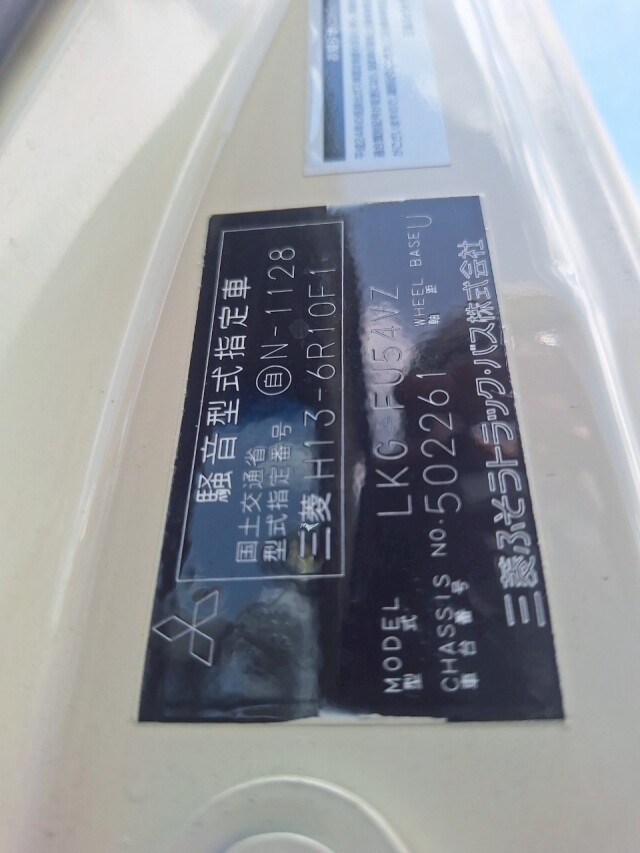 騒音型式指定車
国土交通省
型式指定番号 自N-1128
三菱 H13-6R10F1
MODEL
型式 LKG-FU54VZ
WHEEL BASE
軸距 U
CHASSIS NO.
車台番号 502261
三菱ふそうトラック・バス株式会社